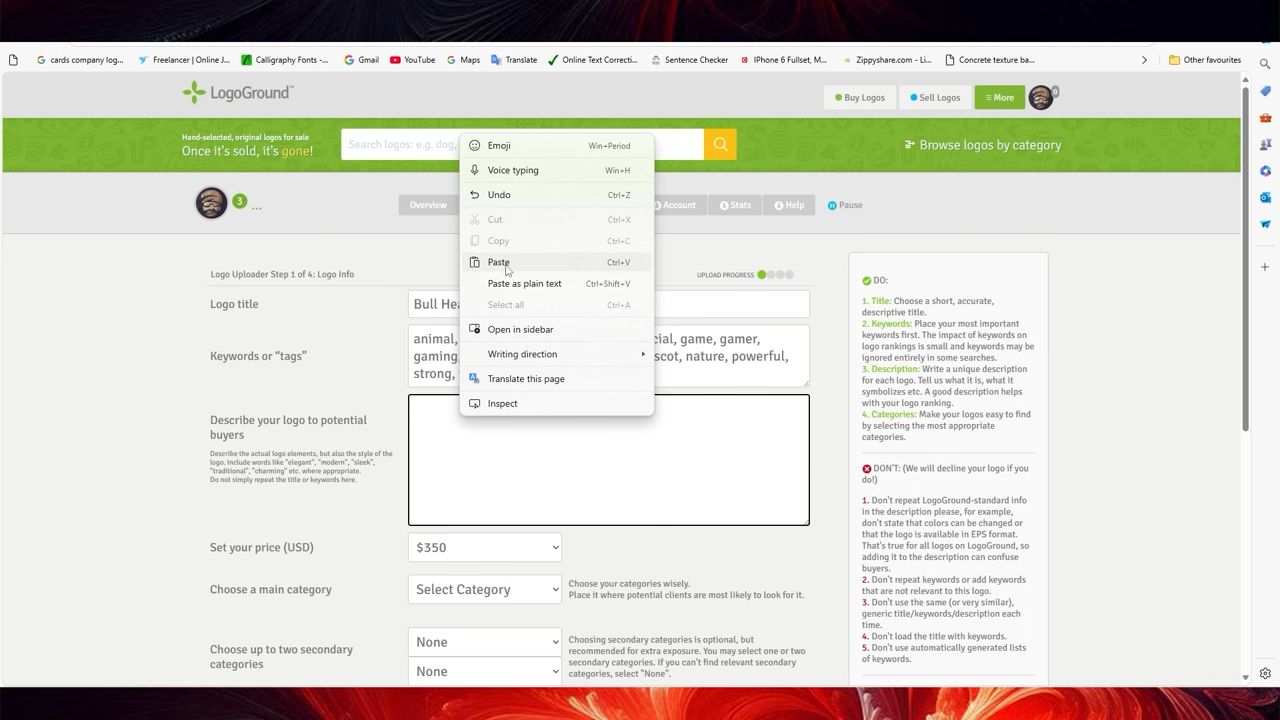 cards company log...
Freelancer | Online J...
Calligraphy Fonts -...
Gmail
YouTube
Maps
Translate
Online Text Correcti...
Sentence Checker
IPHONE 6 Fullset, M...
Zippyshare.com - Li...
Concrete texture ba...
Other favourites
LogoGround
Buy Logos
Sell Logos
≡ More
0
Hand-selected, original logos for sale
Once it's sold, it's gone!
Search logos: e.g. dog,
Browse logos by category
3
...
Overview
Account
Stats
Help
Pause
Emoji Win+Period
Voice typing Win+H
Undo Ctrl+Z
Cut Ctrl+X
Copy Ctrl+C
Paste Ctrl+V
Paste as plain text Ctrl+Shift+V
Select all Ctrl+A
Open in sidebar
Writing direction
Translate this page
Inspect
Logo Uploader Step 1 of 4: Logo Info
UPLOAD PROGRESS
Logo title
Bull
Keywords or “tags”
animal, game, gamer,
gaming, nature, powerful,
strong,
Describe your logo to potential
buyers
Describe the actual logo elements, but also the style of the
logo. Include words like "elegant", "modern", "sleek",
"traditional", "charming" etc. where appropriate.
Do not simply repeat the title or keywords here.
Set your price (USD)
$350
Choose a main category
Select Category
Choose your categories wisely.
Place it where potential clients are most likely to look for it.
Choose up to two secondary
categories
None
None
Choosing secondary categories is optional, but
recommended for extra exposure. You may select one or two
secondary categories. If you can't find relevant secondary
categories, select "None".
DO:
1. Title: Choose a short, accurate,
descriptive title.
2. Keywords: Place your most important
keywords first. The impact of keywords on
logo rankings is small and keywords may be
ignored entirely in some searches.
3. Description: Write a unique description
for each logo. Tell us what it is, what it
symbolizes etc. A good description helps
with your logo ranking.
4. Categories: Make your logos easy to find
by selecting the most appropriate
categories.
DON'T: (We will decline your logo if you
do!)
1. Don't repeat LogoGround-standard info
in the description please, for example,
don't state that colors can be changed or
that the logo is available in EPS format.
That's true for all logos on LogoGround, so
adding it to the description can confuse
buyers.
2. Don't repeat keywords or add keywords
that are not relevant to this logo.
3. Don't use the same (or very similar),
generic title/keywords/description each
time.
4. Don't load the title with keywords.
5. Don't use automatically generated lists
of keywords.